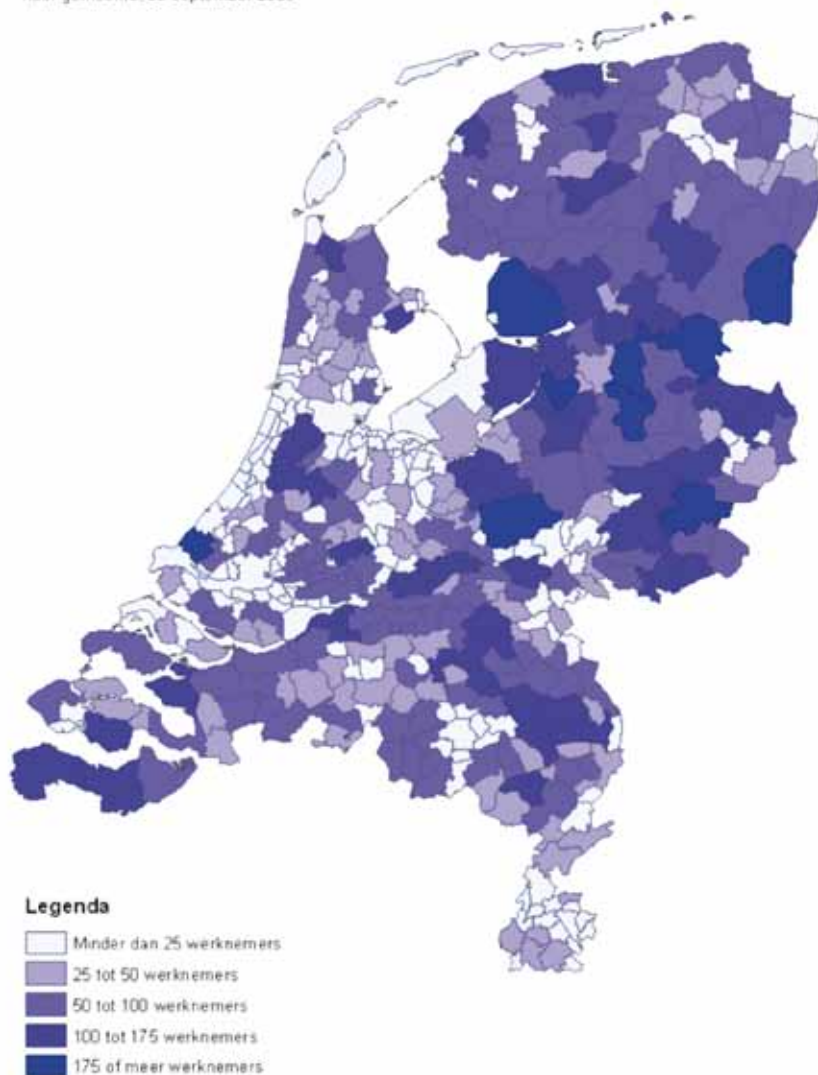 september
Legenda
Minder dan 25 werknemers
25 tot 50 werknemers
50 tot 100 werknemers
100 tot 175 werknemers
175 of meer werknemers